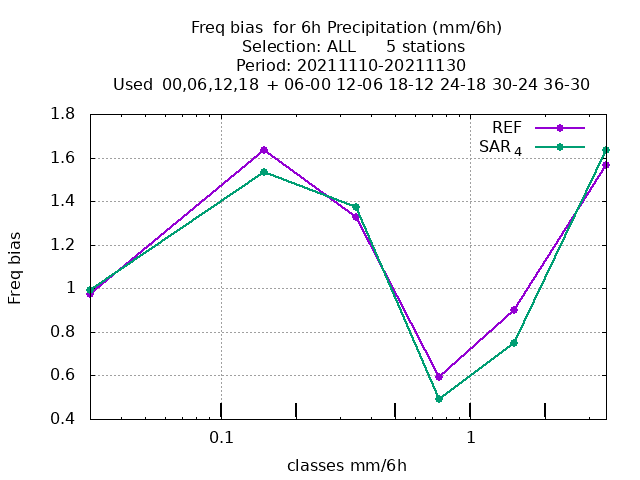 Freq bias  for 6h Precipitation (mm/6h)
Selection: ALL      5 stations
Period: 20211110-20211130
Used  00,06,12,18  + 06-00 12-06 18-12 24-18 30-24 36-30
1.8
1.6
1.4
1.2
1
0.8
0.6
0.4
Freq bias
REF
SAR 4
0.1
1
classes mm/6h